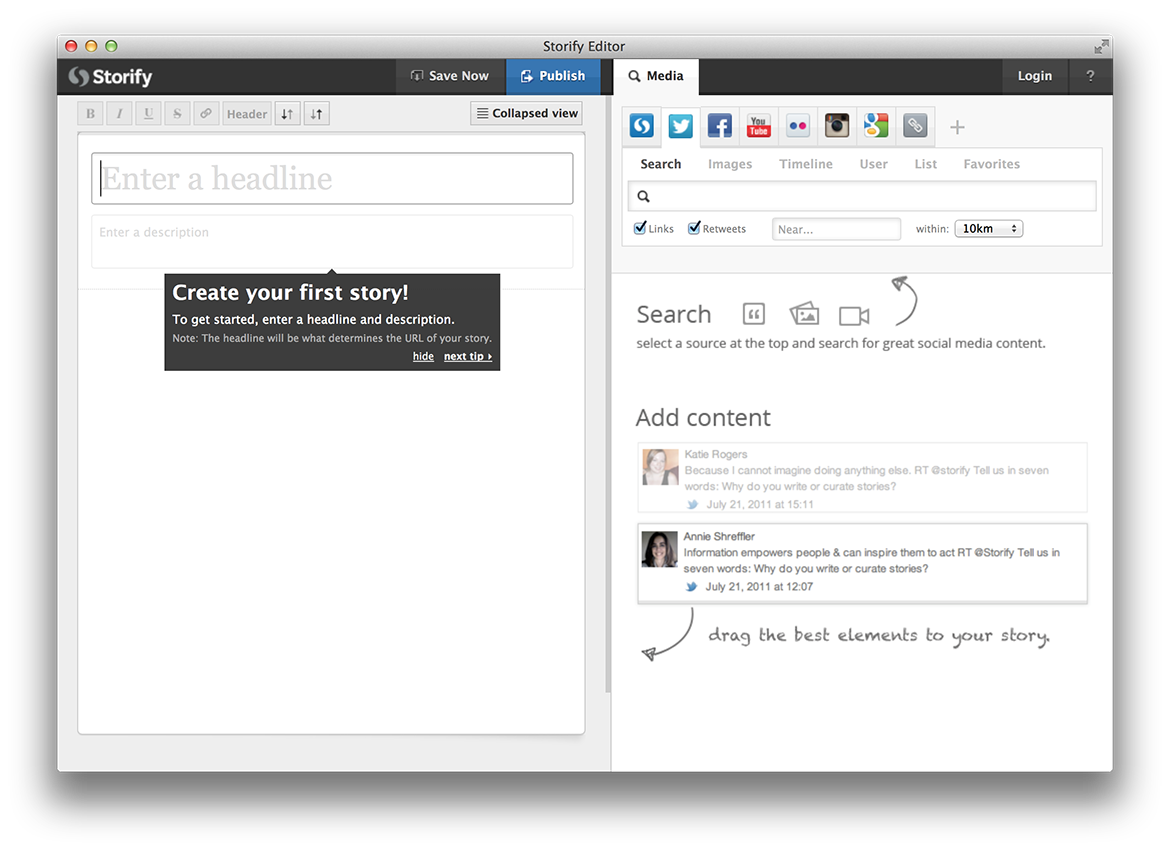 Storify Editor
Storify
Save Now
Publish
Media
Login
?
B I U S Header
Collapsed view
Enter a headline
Enter a description
Create your first story!
To get started, enter a headline and description.
Note: The headline will be what determines the URL of your story.
hide next tip
You Tube
Search Images Timeline User List Favorites
Links Retweets Near... within: 10km
Search
select a source at the top and search for great social media content.
Add content
Katie Rogers
Because I cannot imagine doing anything else. RT @storify Tell us in seven
words: Why do you write or curate stories?
July 21, 2011 at 15:11
Annie Shreffler
Information empowers people & can inspire them to act RT @Storify Tell us in
seven words: Why do you write or curate stories?
July 21, 2011 at 12:07
drag the best elements to your story.